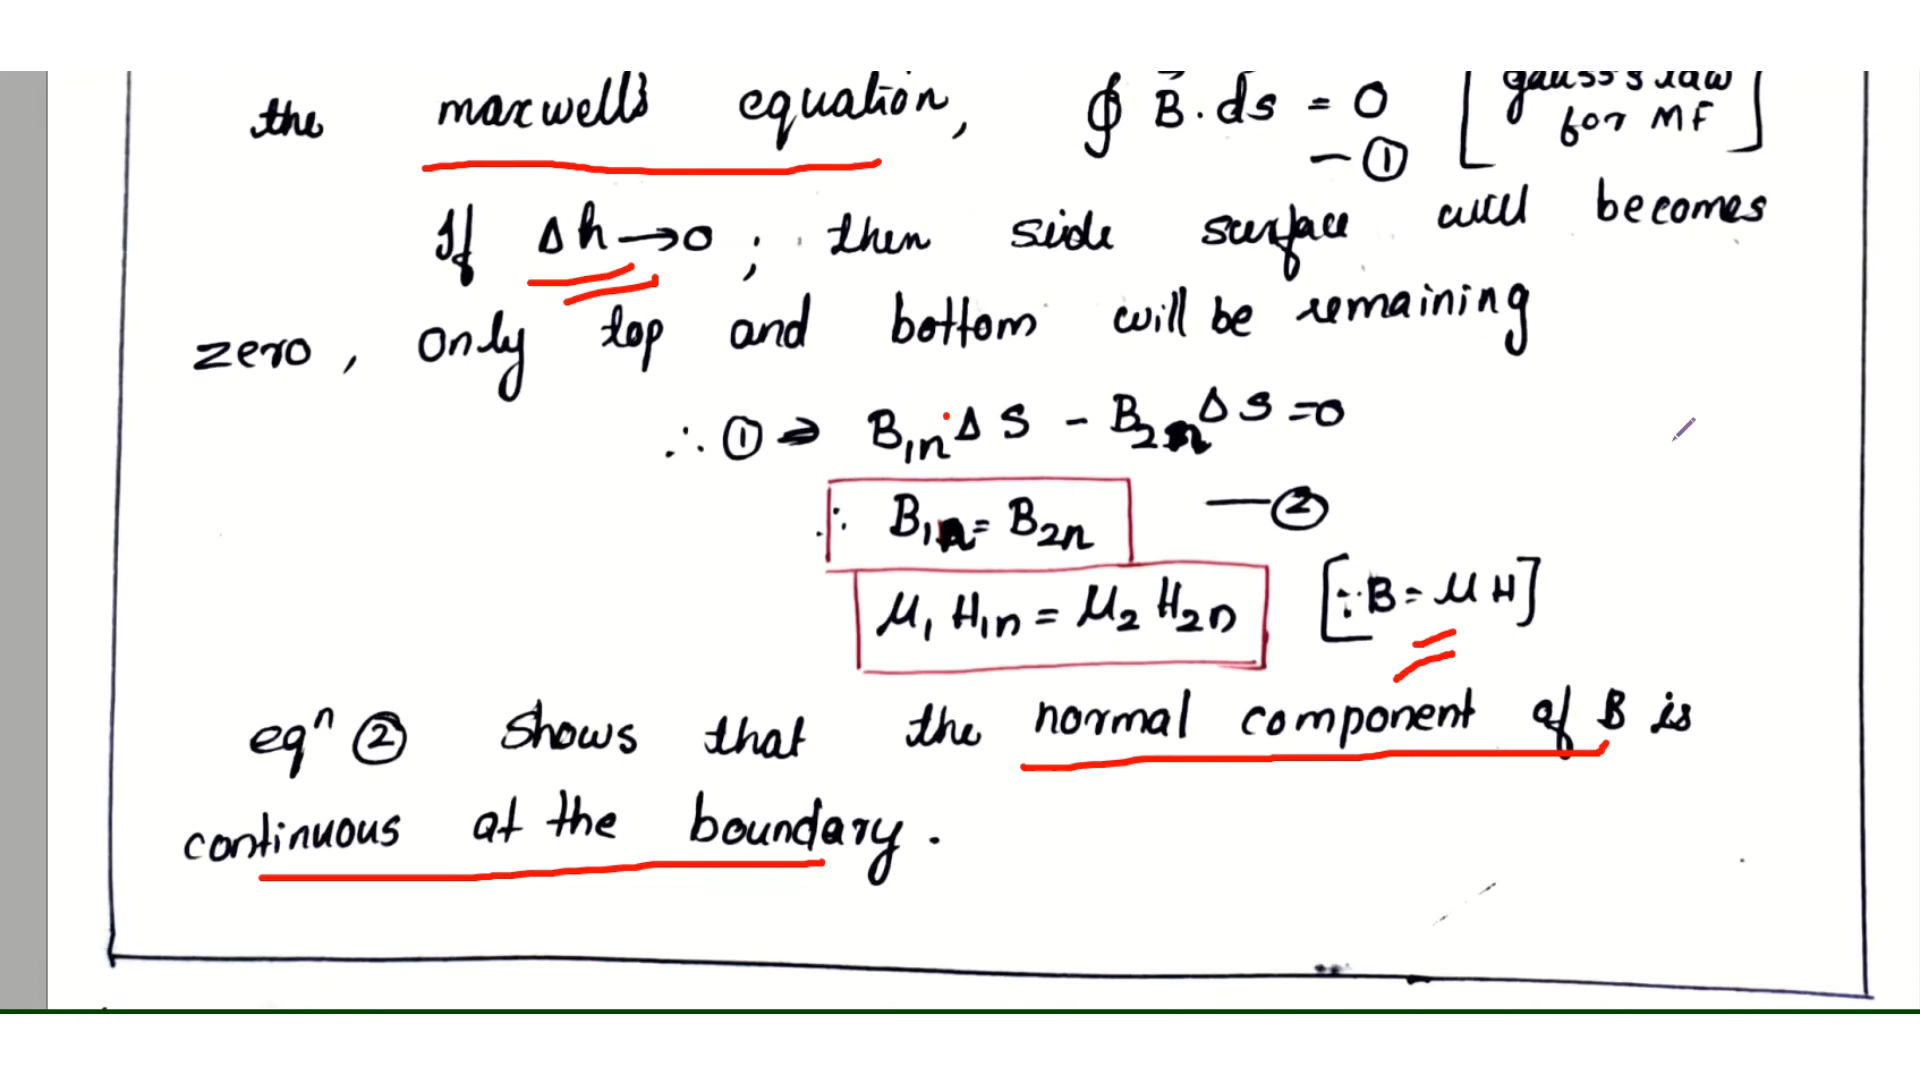 the maxwell's equation, ∮ B⃗ . ds = 0 [gauss's law for MF]
— ①
If Δh→0 ; then side surface will becomes
zero, only top and bottom will be remaining
∴ ① ⇒ B1n ΔS - B2n ΔS = 0
∴ B1n = B2n — ②
μ1 H1n = μ2 H2n [∵ B = μH]
eqⁿ ② shows that the normal component of B is
continuous at the boundary.